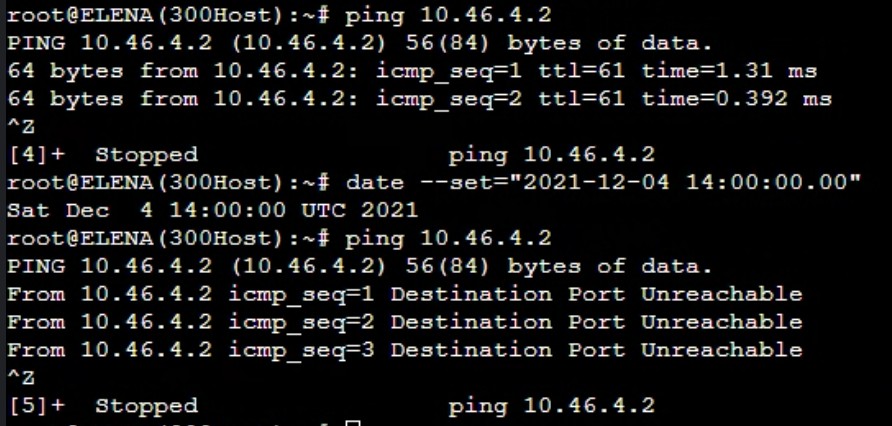 root@ELENA(300Host):~# ping 10.46.4.2
PING 10.46.4.2 (10.46.4.2) 56(84) bytes of data.
64 bytes from 10.46.4.2: icmp_seq=1 ttl=61 time=1.31 ms
64 bytes from 10.46.4.2: icmp_seq=2 ttl=61 time=0.392 ms
^Z
[4]+  Stopped                 ping 10.46.4.2
root@ELENA(300Host):~# date --set="2021-12-04 14:00:00.00"
Sat Dec  4 14:00:00 UTC 2021
root@ELENA(300Host):~# ping 10.46.4.2
PING 10.46.4.2 (10.46.4.2) 56(84) bytes of data.
From 10.46.4.2 icmp_seq=1 Destination Port Unreachable
From 10.46.4.2 icmp_seq=2 Destination Port Unreachable
From 10.46.4.2 icmp_seq=3 Destination Port Unreachable
^Z
[5]+  Stopped                 ping 10.46.4.2